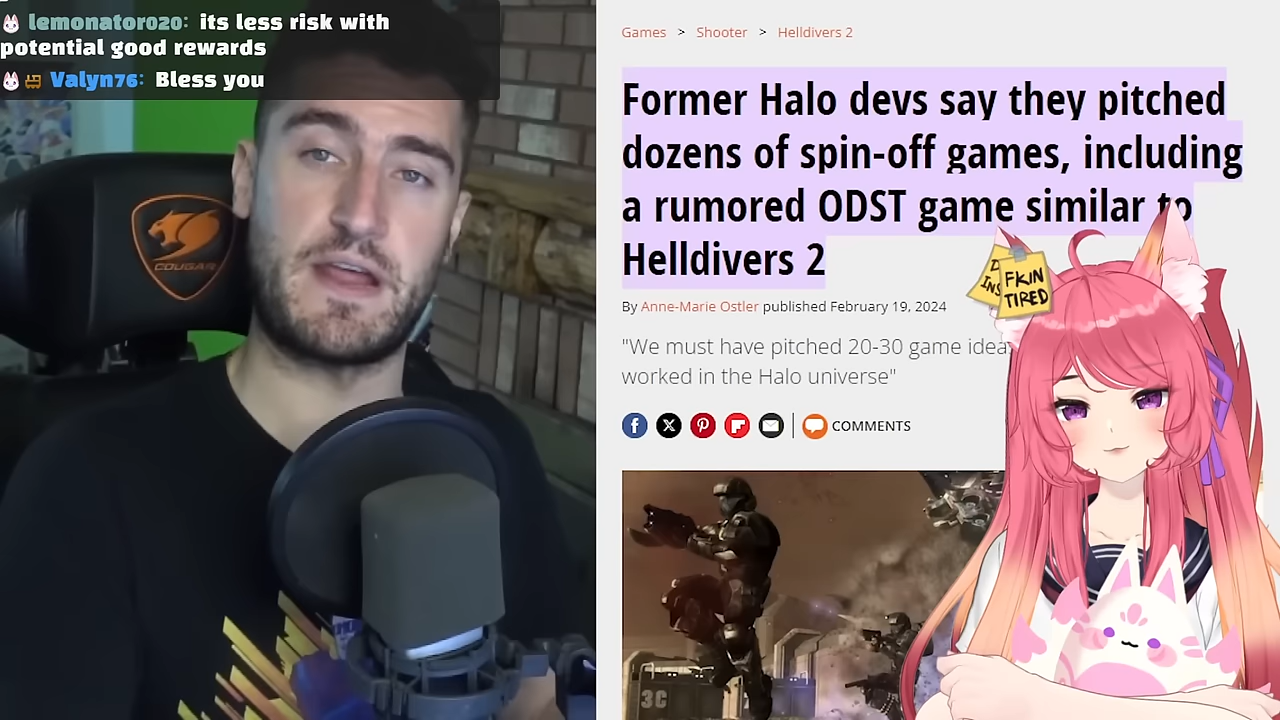 lemonator020: its less risk with
potential good rewards
Valyn76: Bless you
COUGAR
Games > Shooter > Helldivers 2
Former Halo devs say they pitched
dozens of spin-off games, including
a rumored ODST game similar to
Helldivers 2
By Anne-Marie Ostler published February 19, 2024
"We must have pitched 20-30 game
worked in the Halo universe"
COMMENTS
FKIN
TIRED
3C